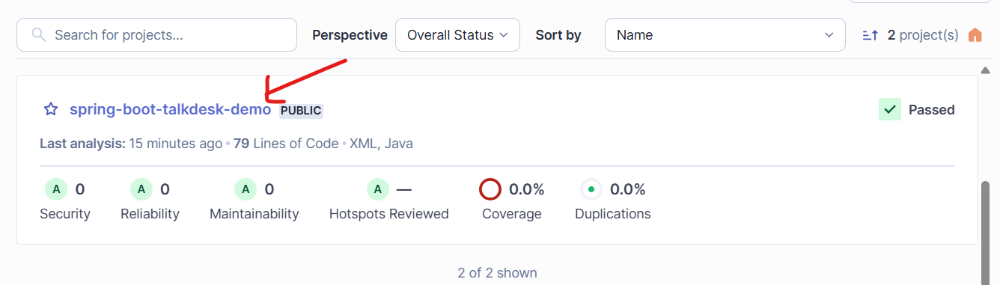 Search for projects... Perspective Overall Status Sort by Name 2 project(s)
spring-boot-talkdesk-demo PUBLIC Passed
Last analysis: 15 minutes ago • 79 Lines of Code • XML, Java
A 0 A 0 A 0 A — 0.0% 0.0%
Security Reliability Maintainability Hotspots Reviewed Coverage Duplications
2 of 2 shown